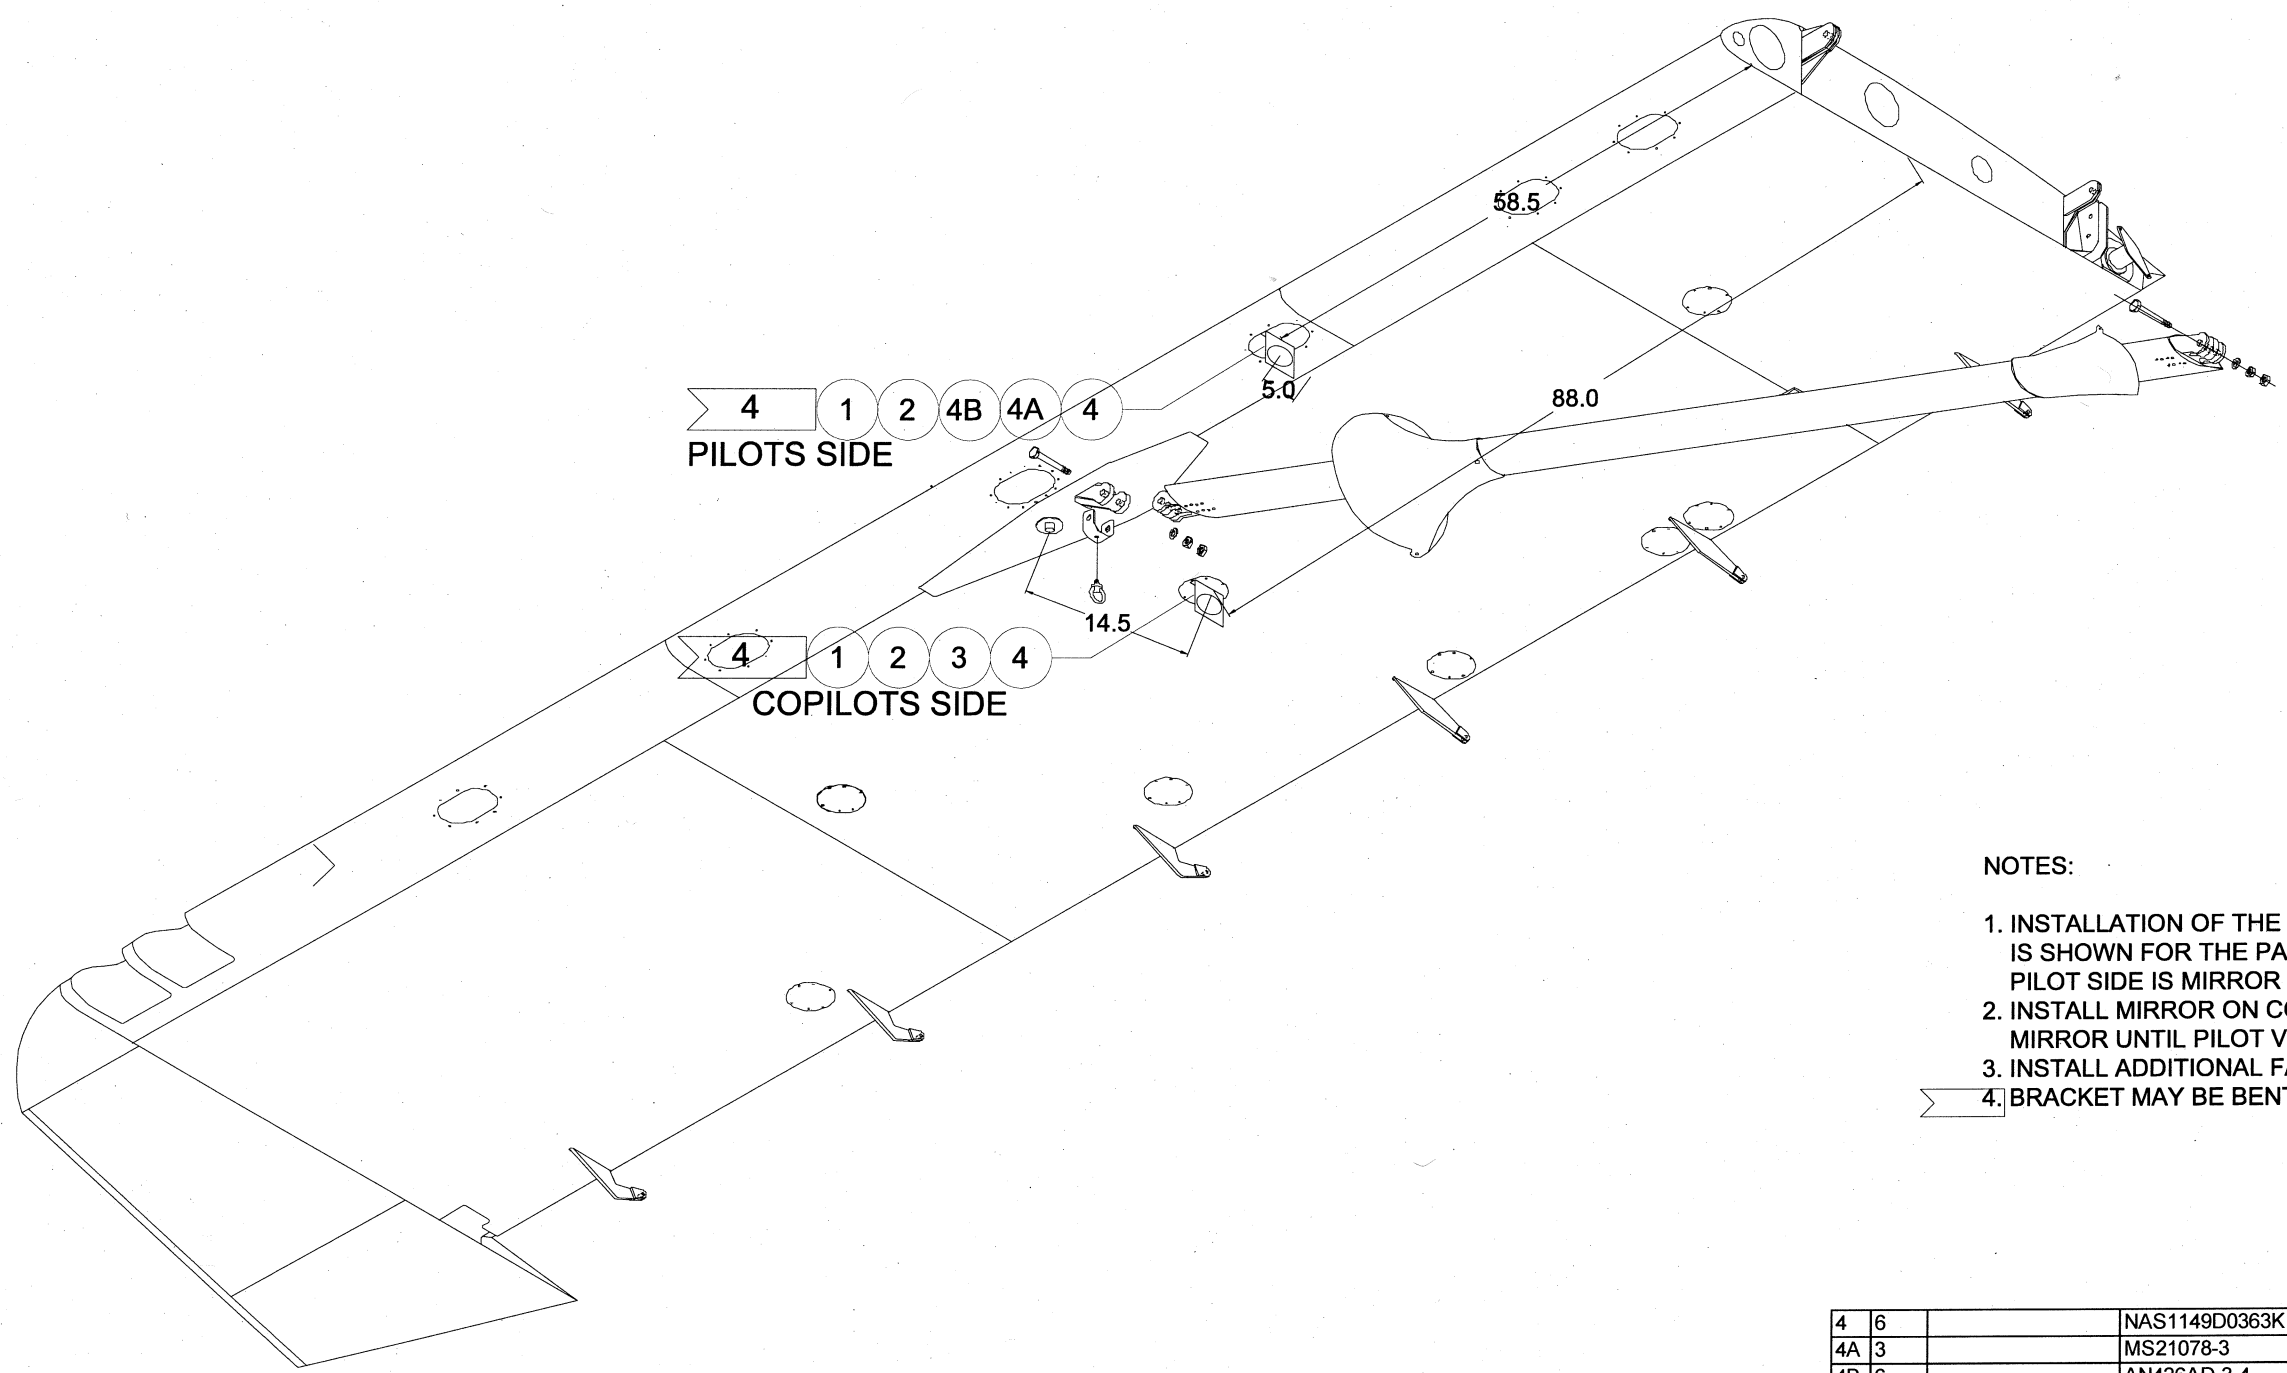 58.5
5.0
88.0
4 1 2 4B 4A 4
PILOTS SIDE
14.5
4 1 2 3 4
COPILOTS SIDE
NOTES:
1. INSTALLATION OF THE
IS SHOWN FOR THE PA
PILOT SIDE IS MIRROR
2. INSTALL MIRROR ON CO
MIRROR UNTIL PILOT V
3. INSTALL ADDITIONAL FA
4. BRACKET MAY BE BENT
4 6 NAS1149D0363K
4A 3 MS21078-3